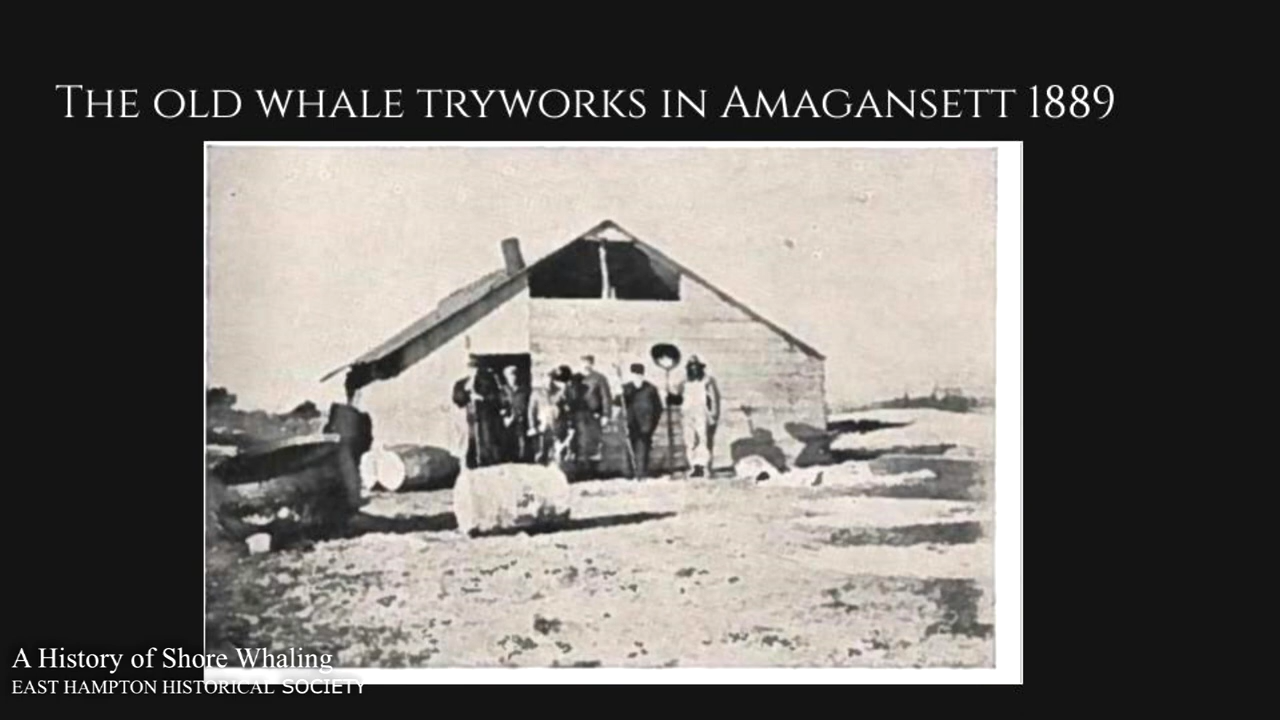 The old whale tryworks in Amagansett 1889
A History of Shore Whaling
EAST HAMPTON HISTORICAL SOCIETY